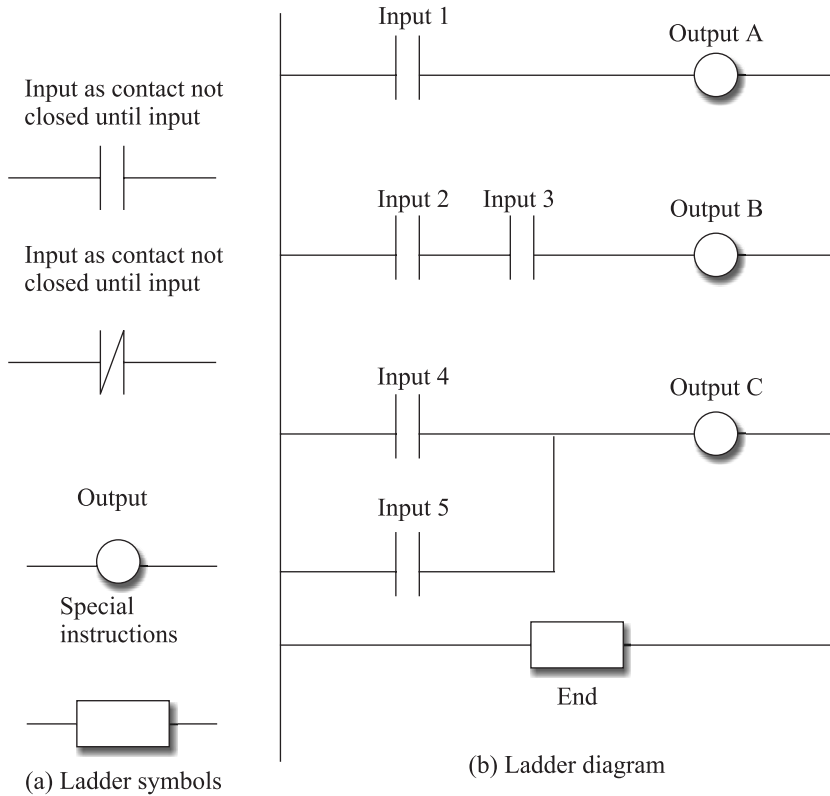 Input as contact not
closed until input
Input as contact not
closed until input
Output
Special
instructions
(a) Ladder symbols
Input 1
Output A
Input 2
Input 3
Output B
Input 4
Output C
Input 5
End
(b) Ladder diagram